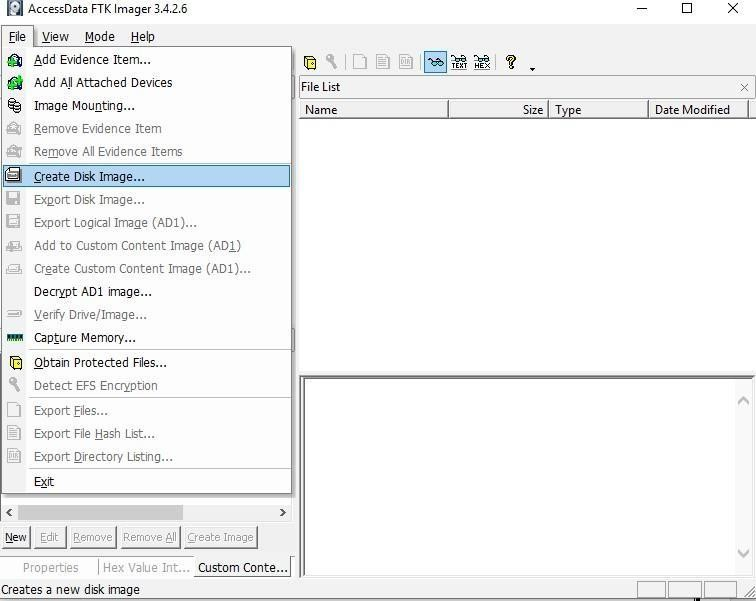 AccessData FTK Imager 3.4.2.6
File View Mode Help
Add Evidence Item...
Add All Attached Devices
Image Mounting...
Remove Evidence Item
Remove All Evidence Items
Create Disk Image...
Export Disk Image...
Export Logical Image (AD1)...
Add to Custom Content Image (AD1)
Create Custom Content Image (AD1)...
Decrypt AD1 image...
Verify Drive/Image...
Capture Memory...
Obtain Protected Files...
Detect EFS Encryption
Export Files...
Export File Hash List...
Export Directory Listing...
Exit
TEXT HEX ?
File List
Name Size Type Date Modified
New Edit Remove Remove All Create Image
Properties Hex Value Int... Custom Conte...
Creates a new disk image